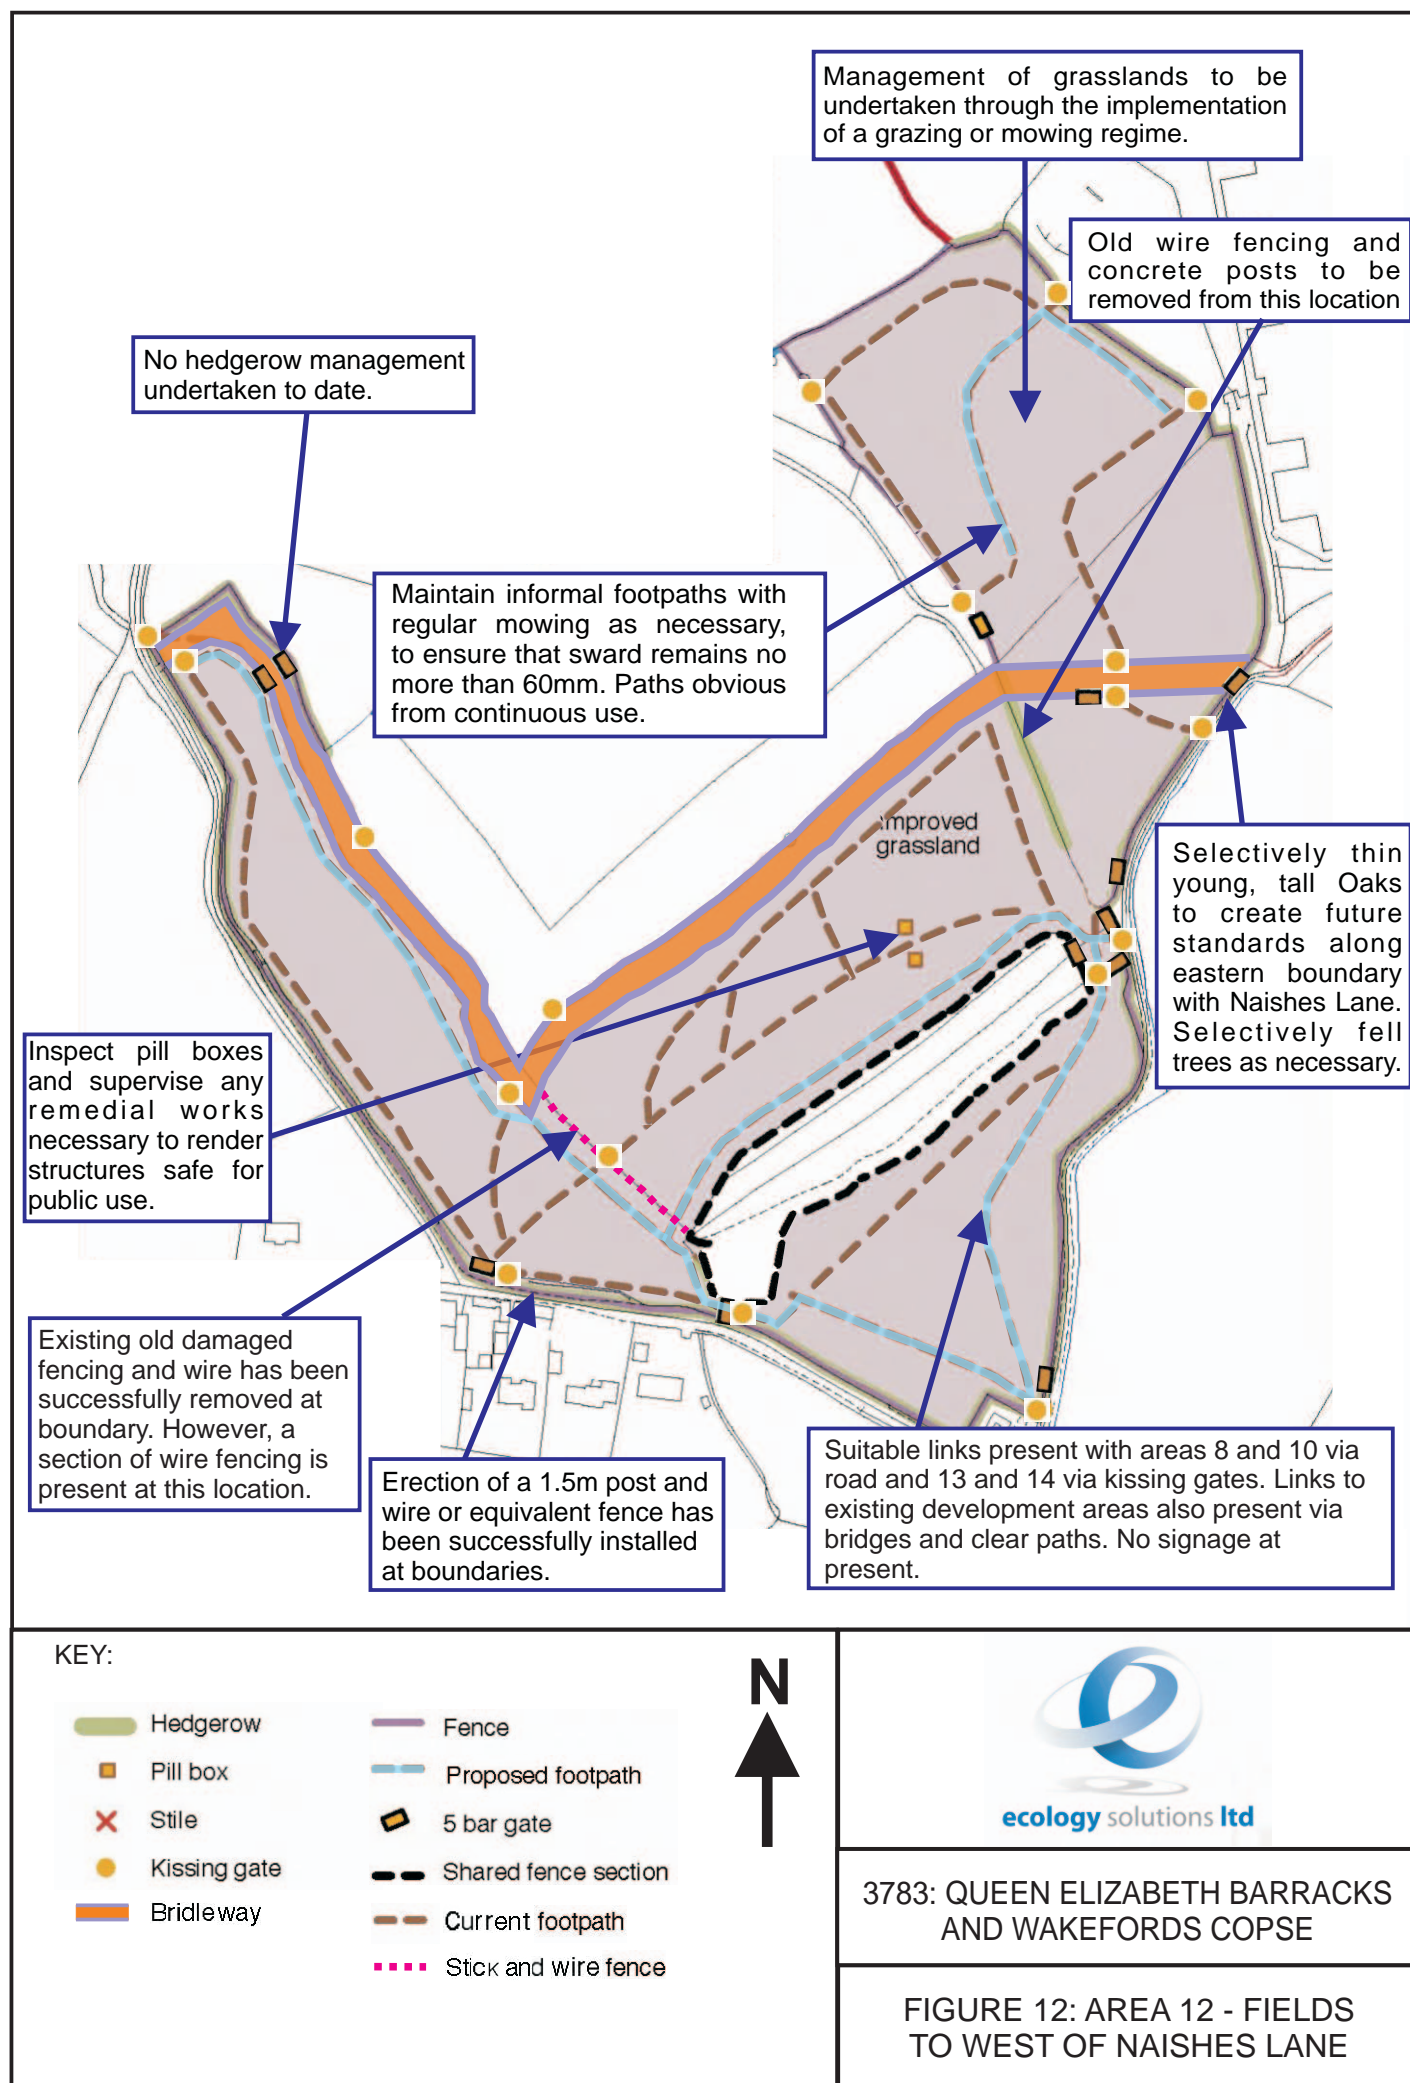 Management of grasslands to be
undertaken through the implementation
of a grazing or mowing regime.
Old wire fencing and
concrete posts to be
removed from this location
No hedgerow management
undertaken to date.
Maintain informal footpaths with
regular mowing as necessary,
to ensure that sward remains no
more than 60mm. Paths obvious
from continuous use.
improved
grassland
Selectively thin
young, tall Oaks
to create future
standards along
eastern boundary
with Naishes Lane.
Selectively fell
trees as necessary.
Inspect pill boxes
and supervise any
remedial works
necessary to render
structures safe for
public use.
Existing old damaged
fencing and wire has been
successfully removed at
boundary. However, a
section of wire fencing is
present at this location.
Erection of a 1.5m post and
wire or equivalent fence has
been successfully installed
at boundaries.
Suitable links present with areas 8 and 10 via
road and 13 and 14 via kissing gates. Links to
existing development areas also present via
bridges and clear paths. No signage at
present.
KEY:
Hedgerow
Pill box
Stile
Kissing gate
Bridleway
Fence
Proposed footpath
5 bar gate
Shared fence section
Current footpath
Stick and wire fence
N
ecology solutions ltd
3783: QUEEN ELIZABETH BARRACKS
AND WAKEFORDS COPSE
FIGURE 12: AREA 12 - FIELDS
TO WEST OF NAISHES LANE